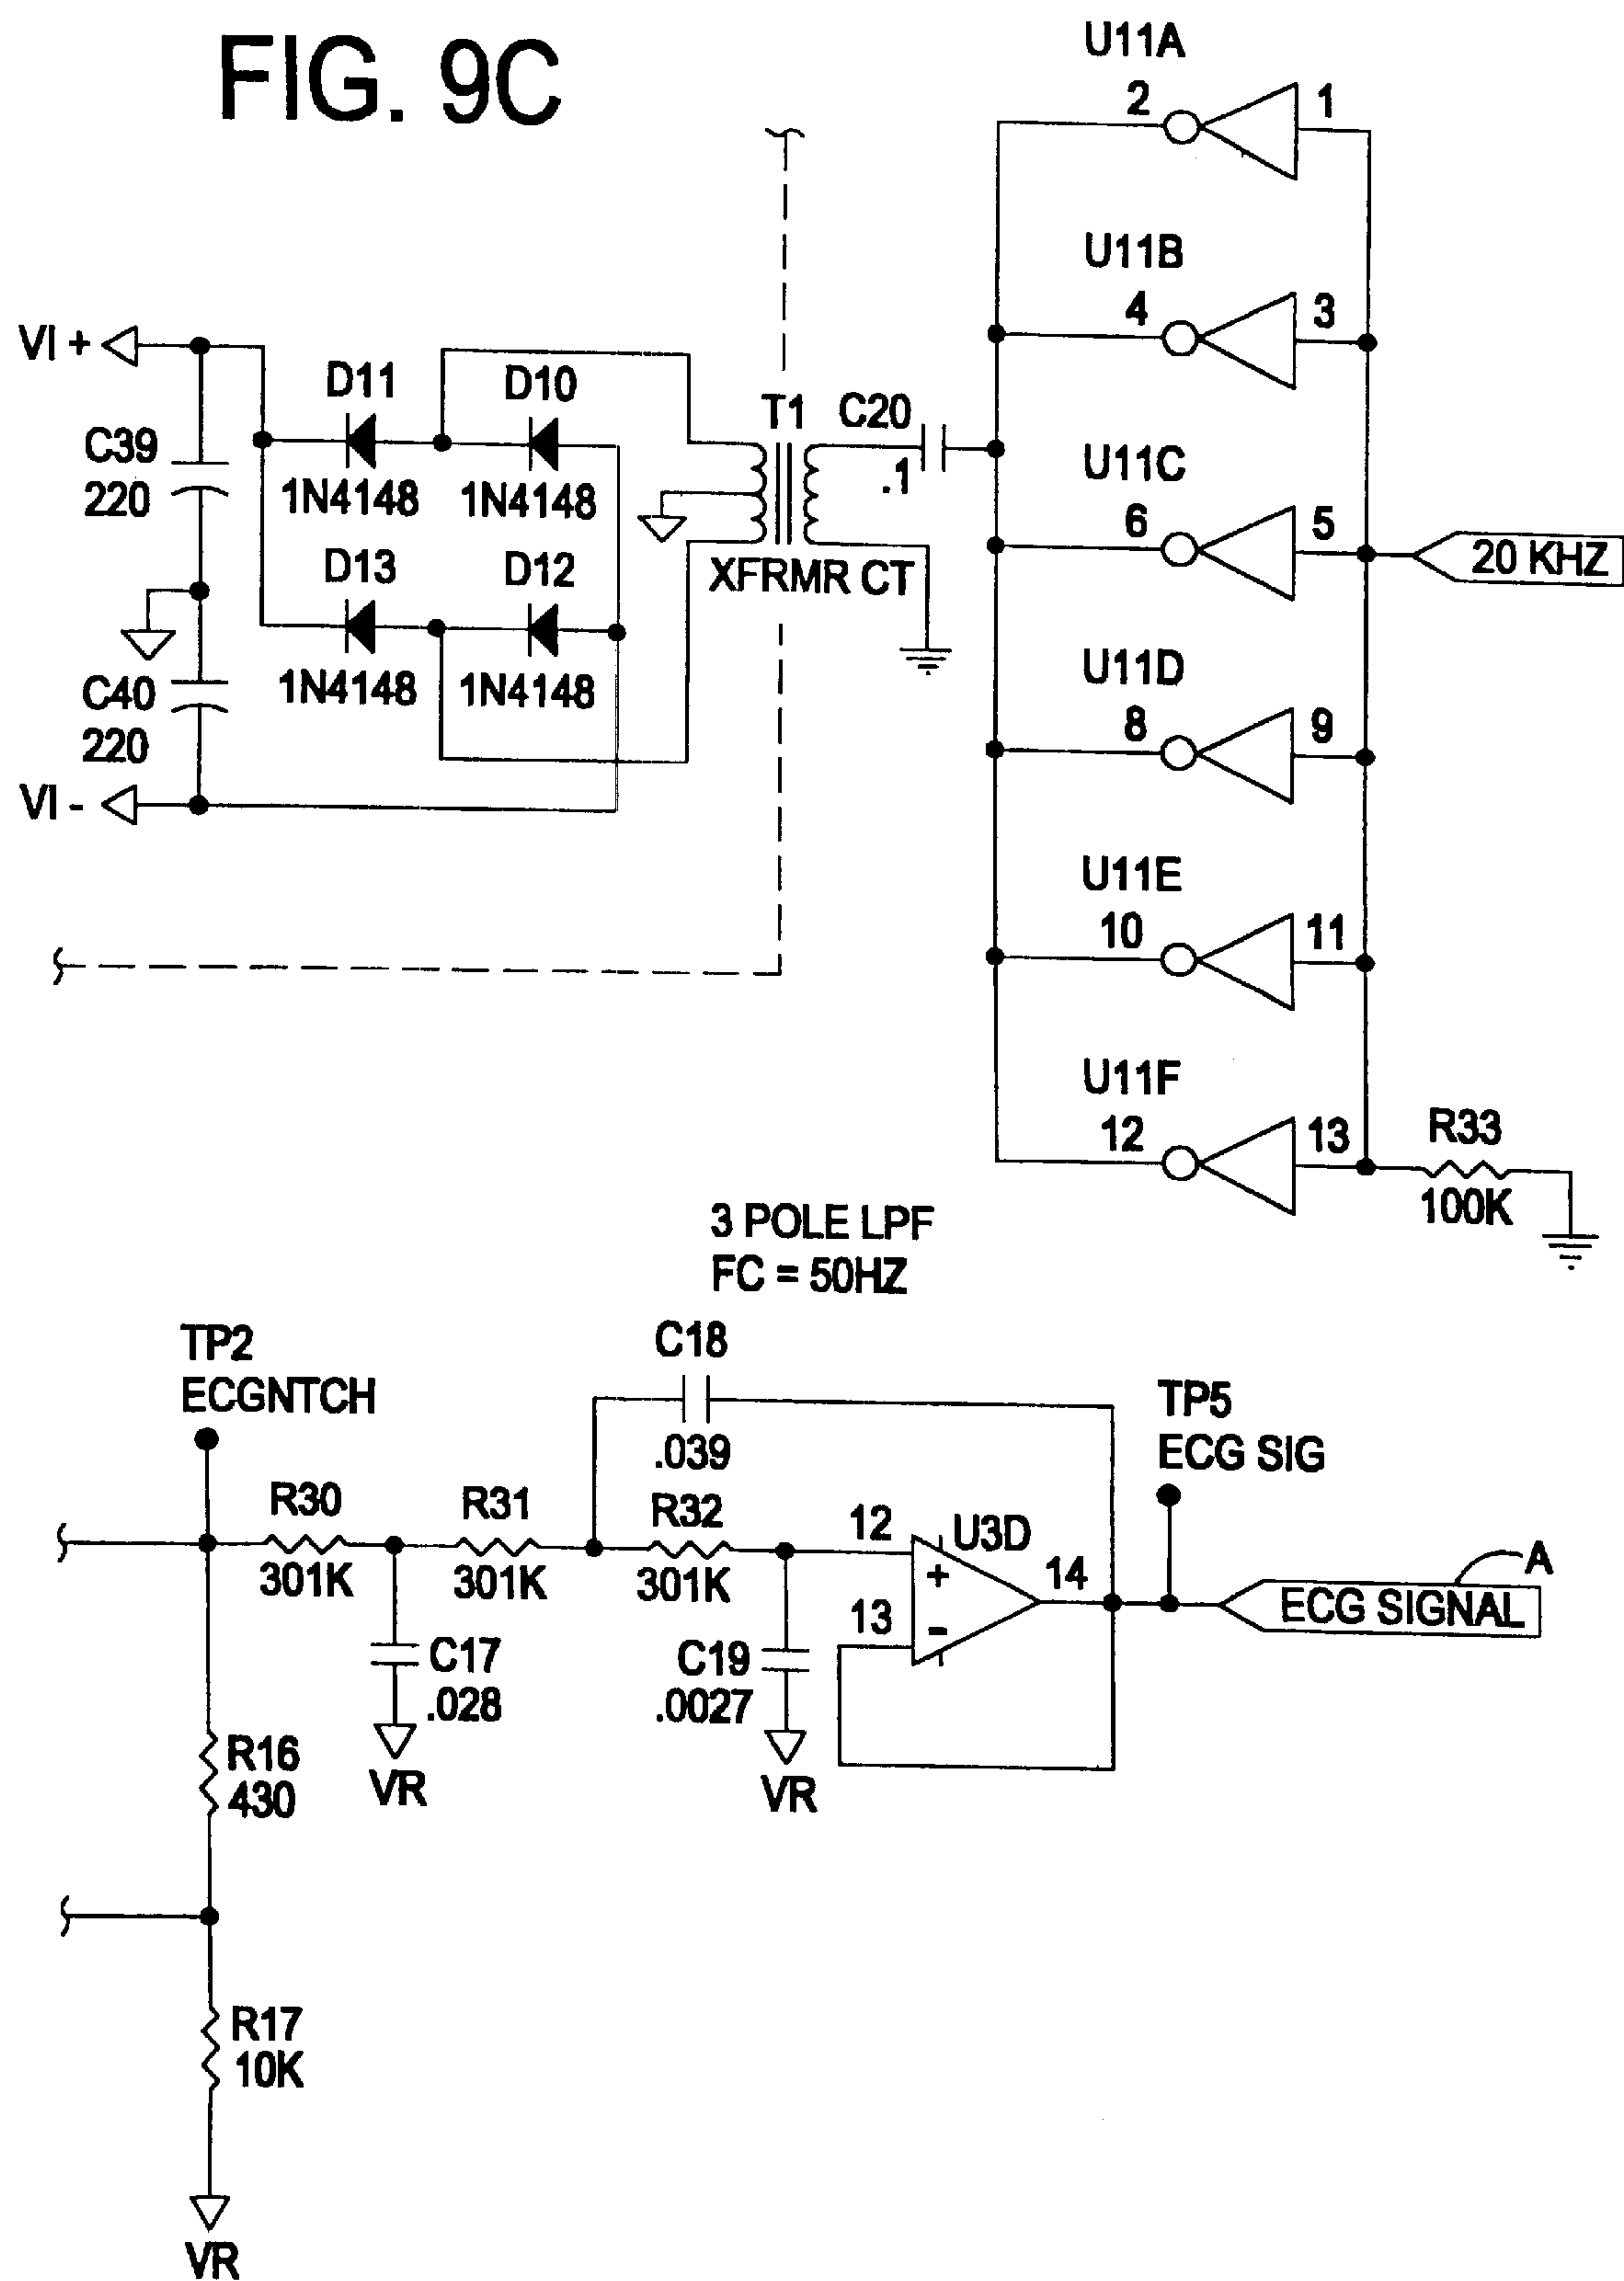 FIG. 9C
U11A
2
1
U11B
4
3
VI +
D11
D10
T1
C20
C39
220
1N4148
1N4148
.1
U11C
6
5
20 KHZ
D13
D12
XFRMR CT
C40
220
1N4148
1N4148
U11D
8
9
VI -
U11E
10
11
U11F
12
13
R33
100K
3 POLE LPF
FC = 50HZ
TP2
ECGNTCH
C18
.039
TP5
ECG SIG
R30
301K
R31
301K
R32
301K
12
U3D
+
13
-
14
A
ECG SIGNAL
C17
.028
C19
.0027
VR
VR
R16
430
R17
10K
VR